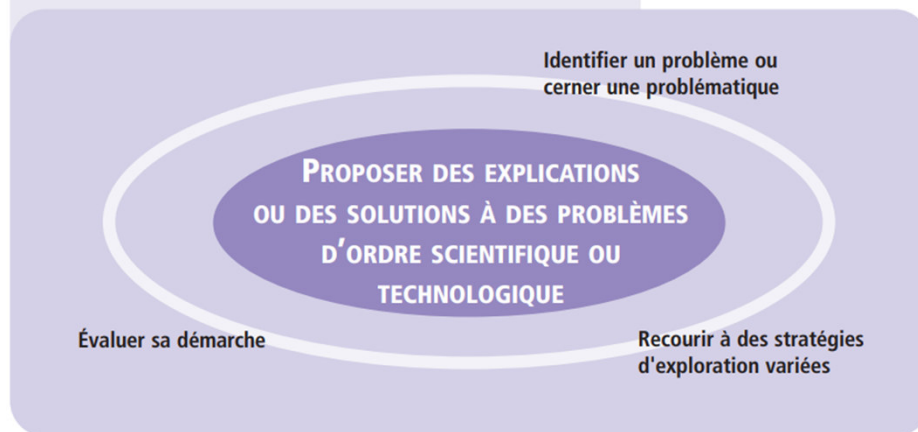 Identifier un problème ou
cerner une problématique
PROPOSER DES EXPLICATIONS
OU DES SOLUTIONS À DES PROBLÈMES
D'ORDRE SCIENTIFIQUE OU
TECHNOLOGIQUE
Évaluer sa démarche
Recourir à des stratégies
d'exploration variées